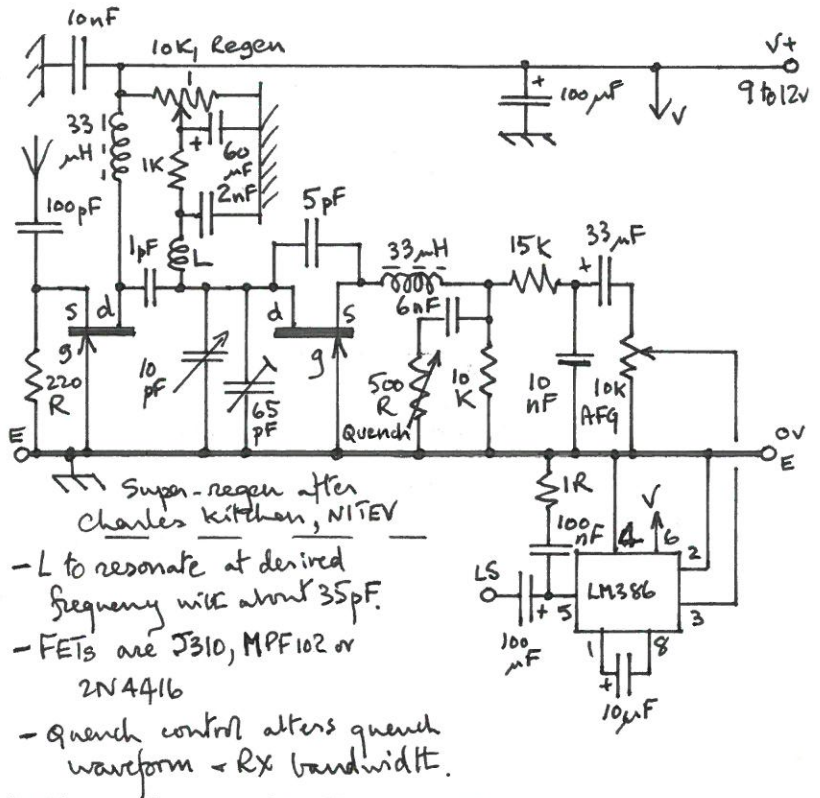 10nF
10K, Regen
V+
9 to 12v
100µF
V
33
µH
1K
60
µF
2nF
5pF
100pF
1pF
L
33µH
15K
33µF
6nF
s d
g
d s
g
220
R
10
pF
65
pF
500
R
Quench
10
K
10
nF
10K
AFG
E
0V
E
Super-regen after
Charles Kitchen, N1TEV
- L to resonate at desired
frequency with about 35pF.
- FETs are J310, MPF102 or
2N4416
- Quench control alters quench
waveform + RX bandwidth.
1R
100
nF
4
V
6
2
LS
5
LM386
3
100
µF
1
8
10µF
+
+
+
+
+
+